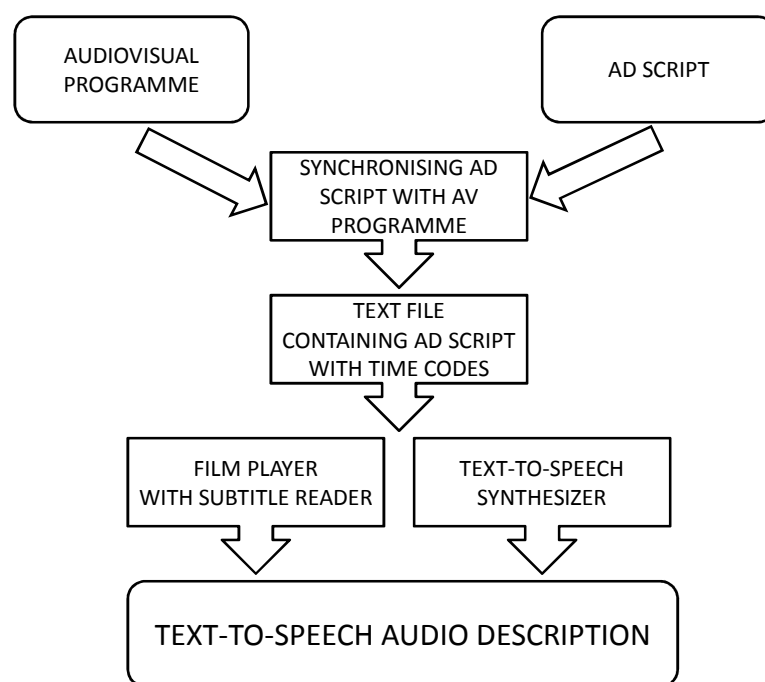 AUDIOVISUAL
PROGRAMME
AD SCRIPT
SYNCHRONISING AD
SCRIPT WITH AV
PROGRAMME
TEXT FILE
CONTAINING AD SCRIPT
WITH TIME CODES
FILM PLAYER
WITH SUBTITLE READER
TEXT-TO-SPEECH
SYNTHESIZER
TEXT-TO-SPEECH AUDIO DESCRIPTION